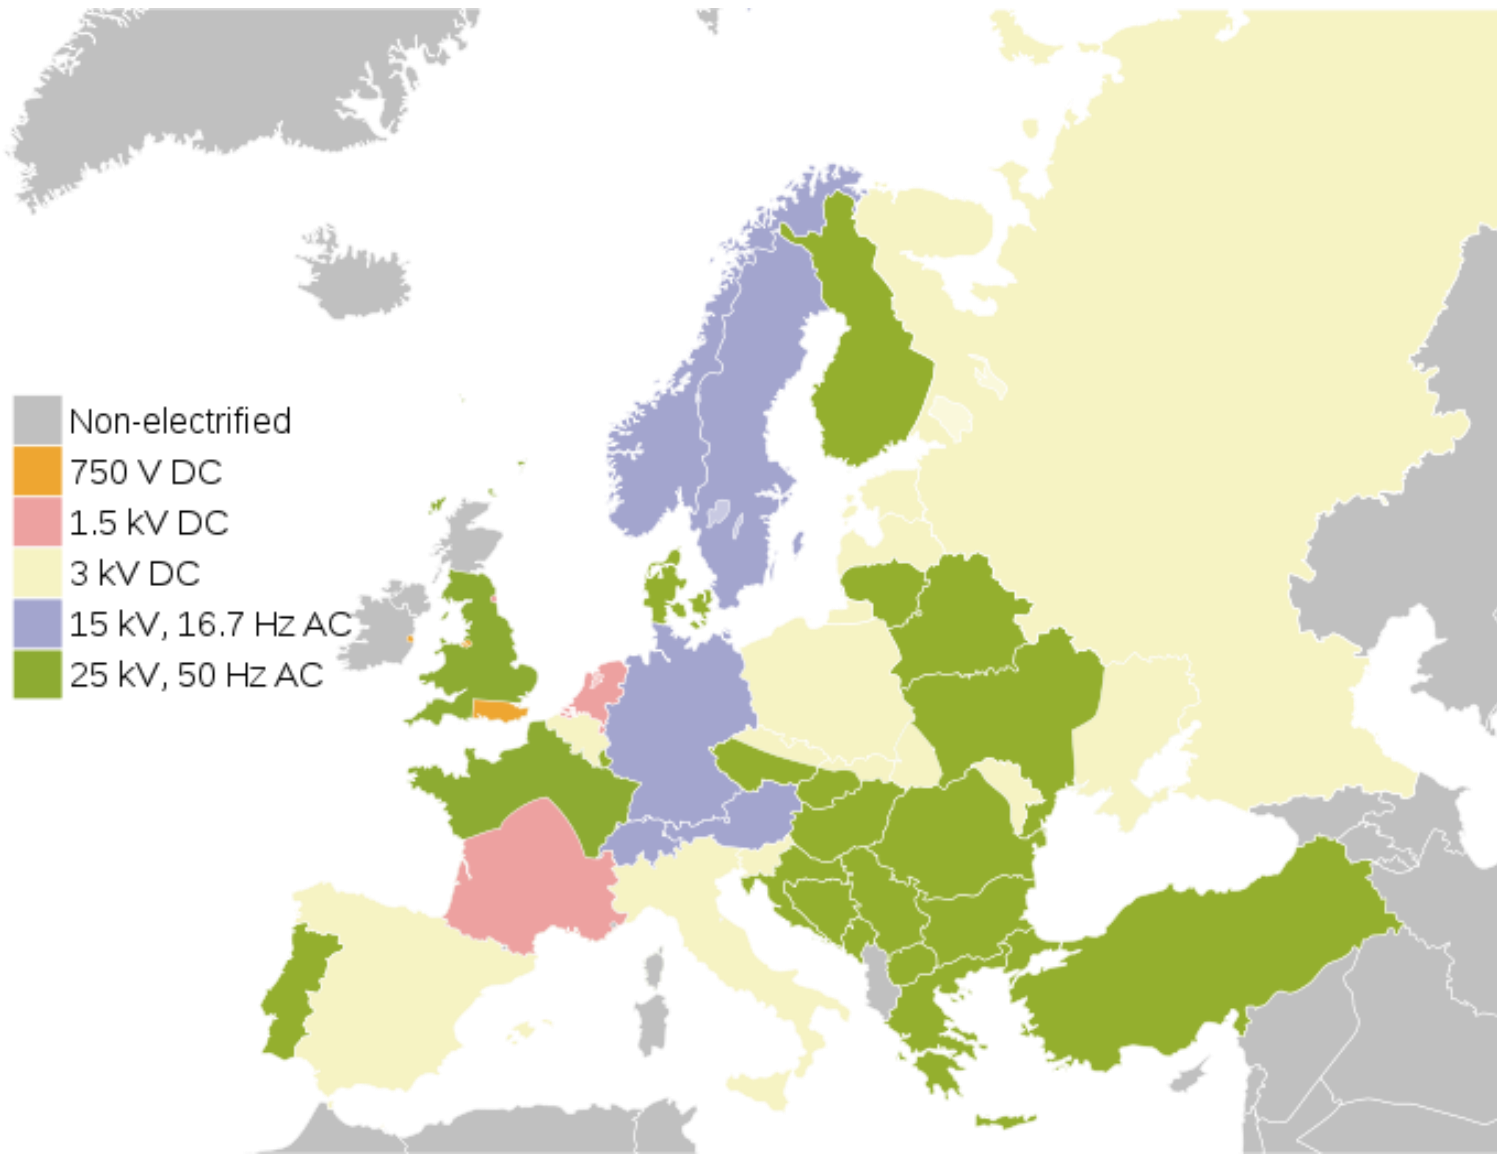 Non-electrified
750 V DC
1.5 kV DC
3 kV DC
15 kV, 16.7 Hz AC
25 kV, 50 Hz AC